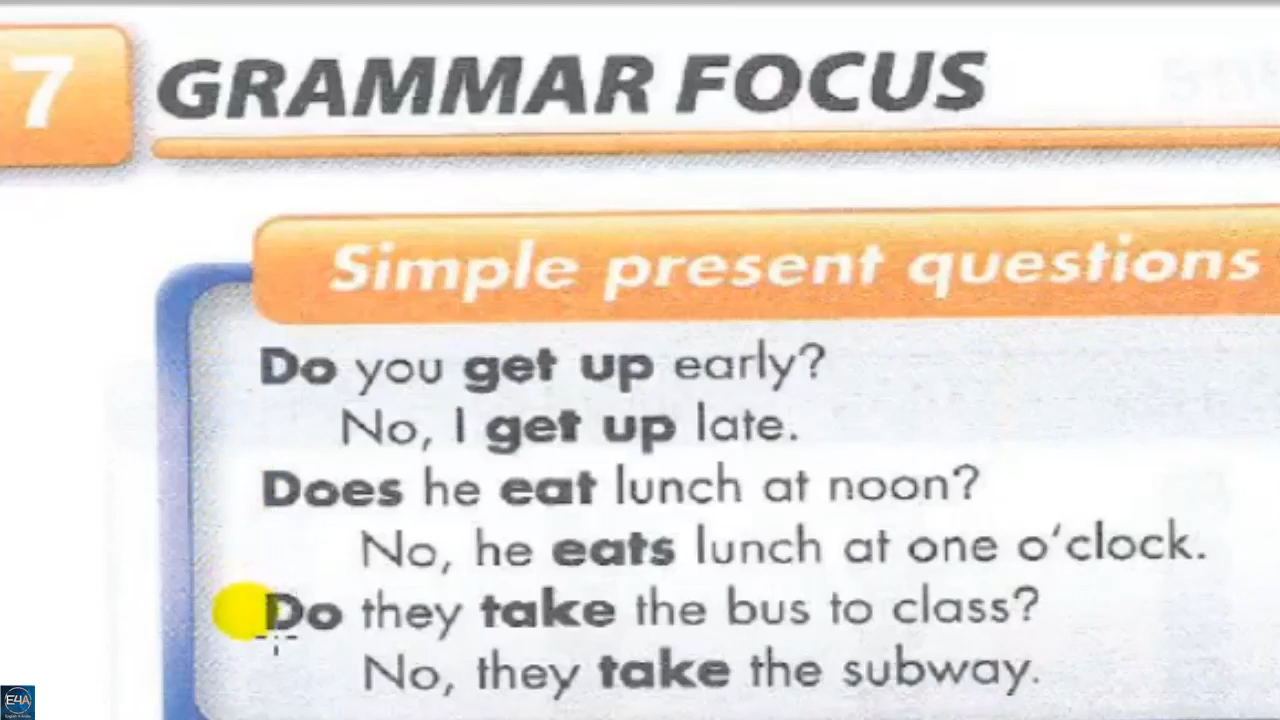 7 GRAMMAR FOCUS
Simple present questions
Do you get up early?
No, I get up late.
Does he eat lunch at noon?
No, he eats lunch at one o'clock.
Do they take the bus to class?
No, they take the subway.
E4A